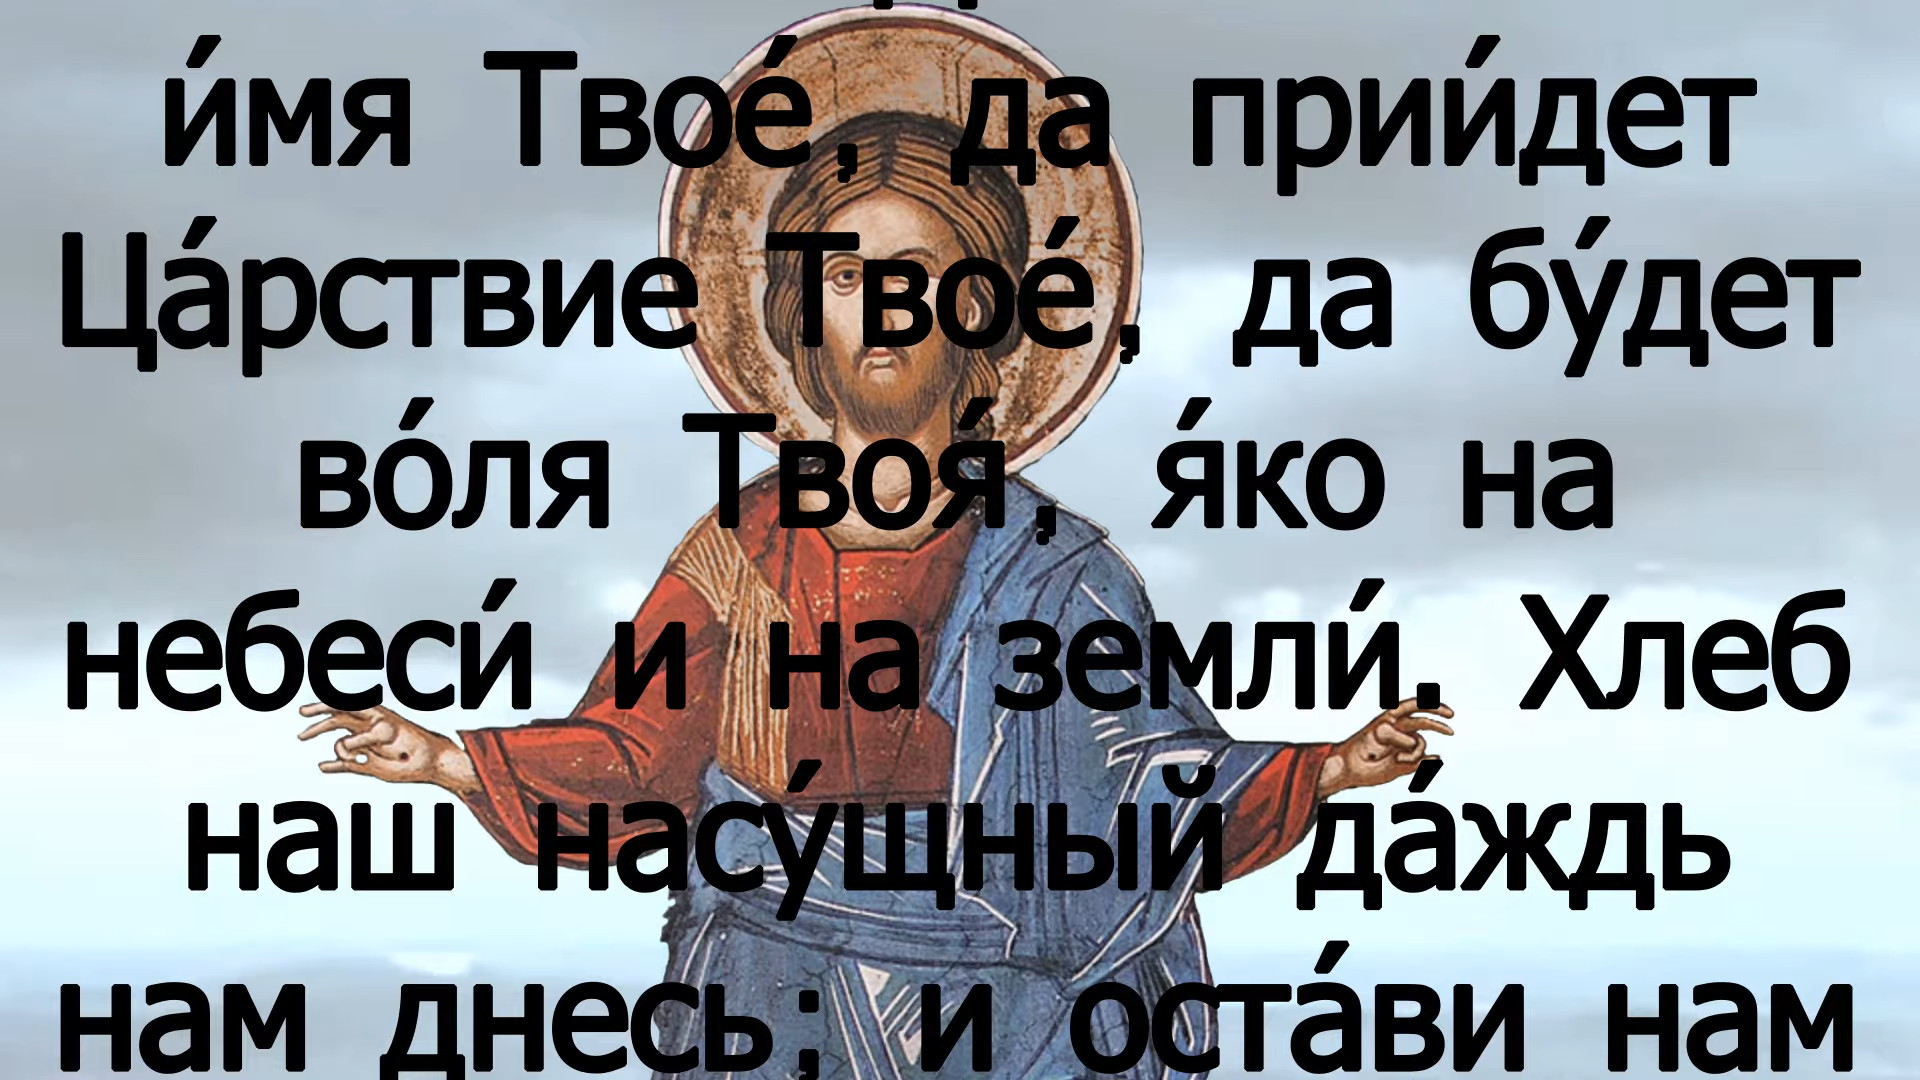 и́мя Твое́, да прии́дет
Ца́рствие Твое́, да бу́дет
во́ля Твоя́, я́ко на
небеси́ и на земли́. Хлеб
наш насу́щный да́ждь
нам днесь; и оста́ви нам